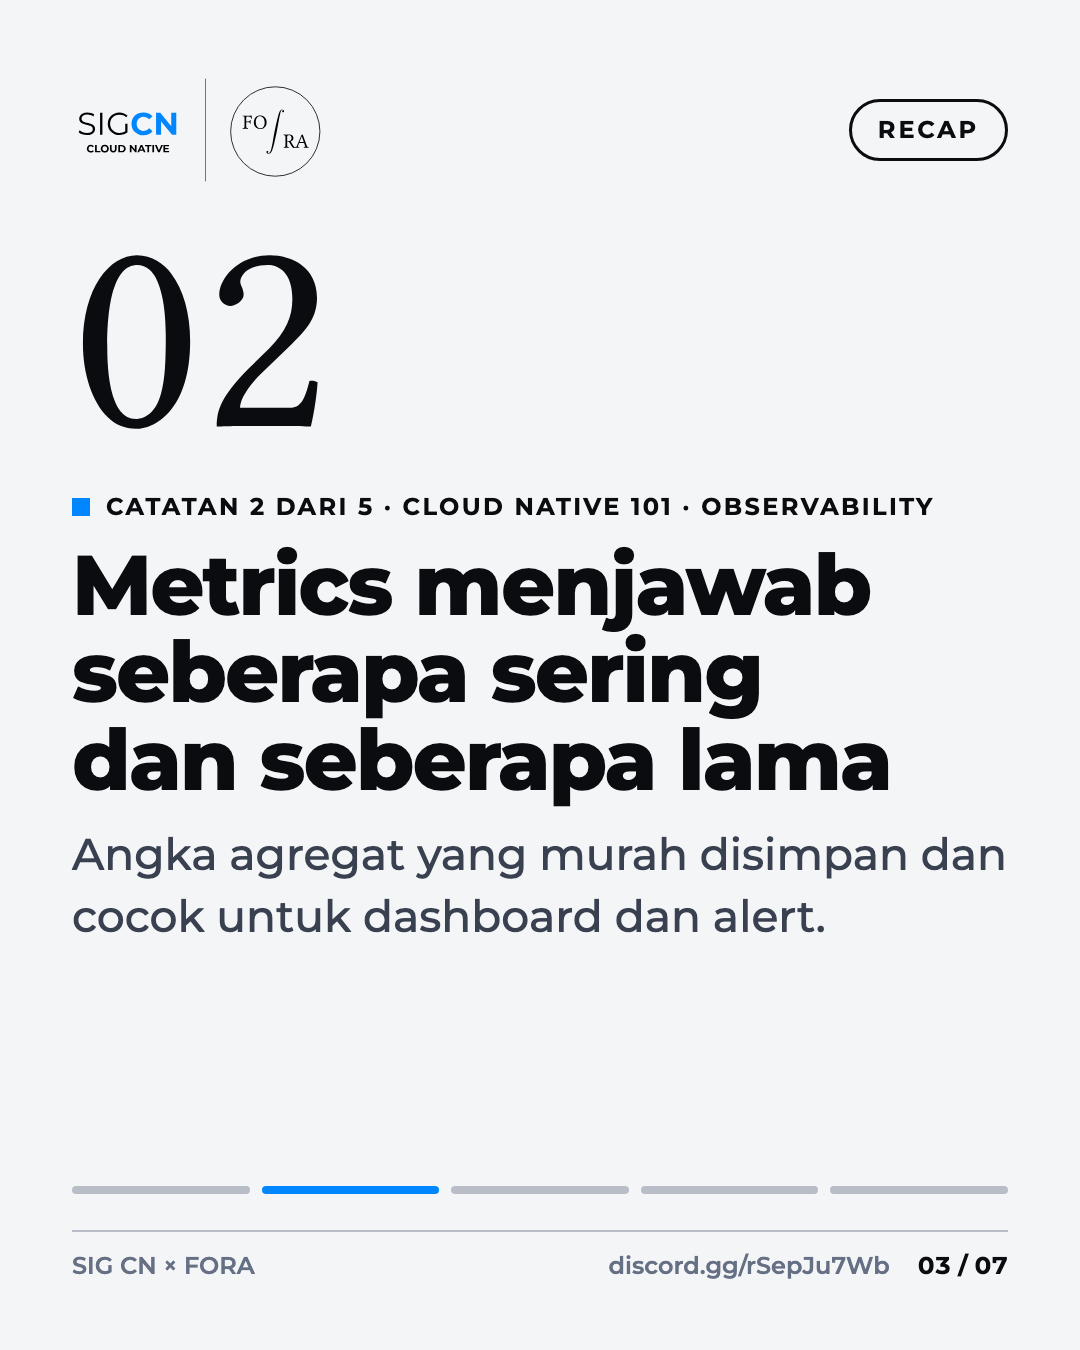 SIGCN
CLOUD NATIVE
FO∫RA
RECAP
02
CATATAN 2 DARI 5 · CLOUD NATIVE 101 · OBSERVABILITY
Metrics menjawab
seberapa sering
dan seberapa lama
Angka agregat yang murah disimpan dan
cocok untuk dashboard dan alert.
SIG CN × FORA
discord.gg/rSepJu7Wb 03 / 07